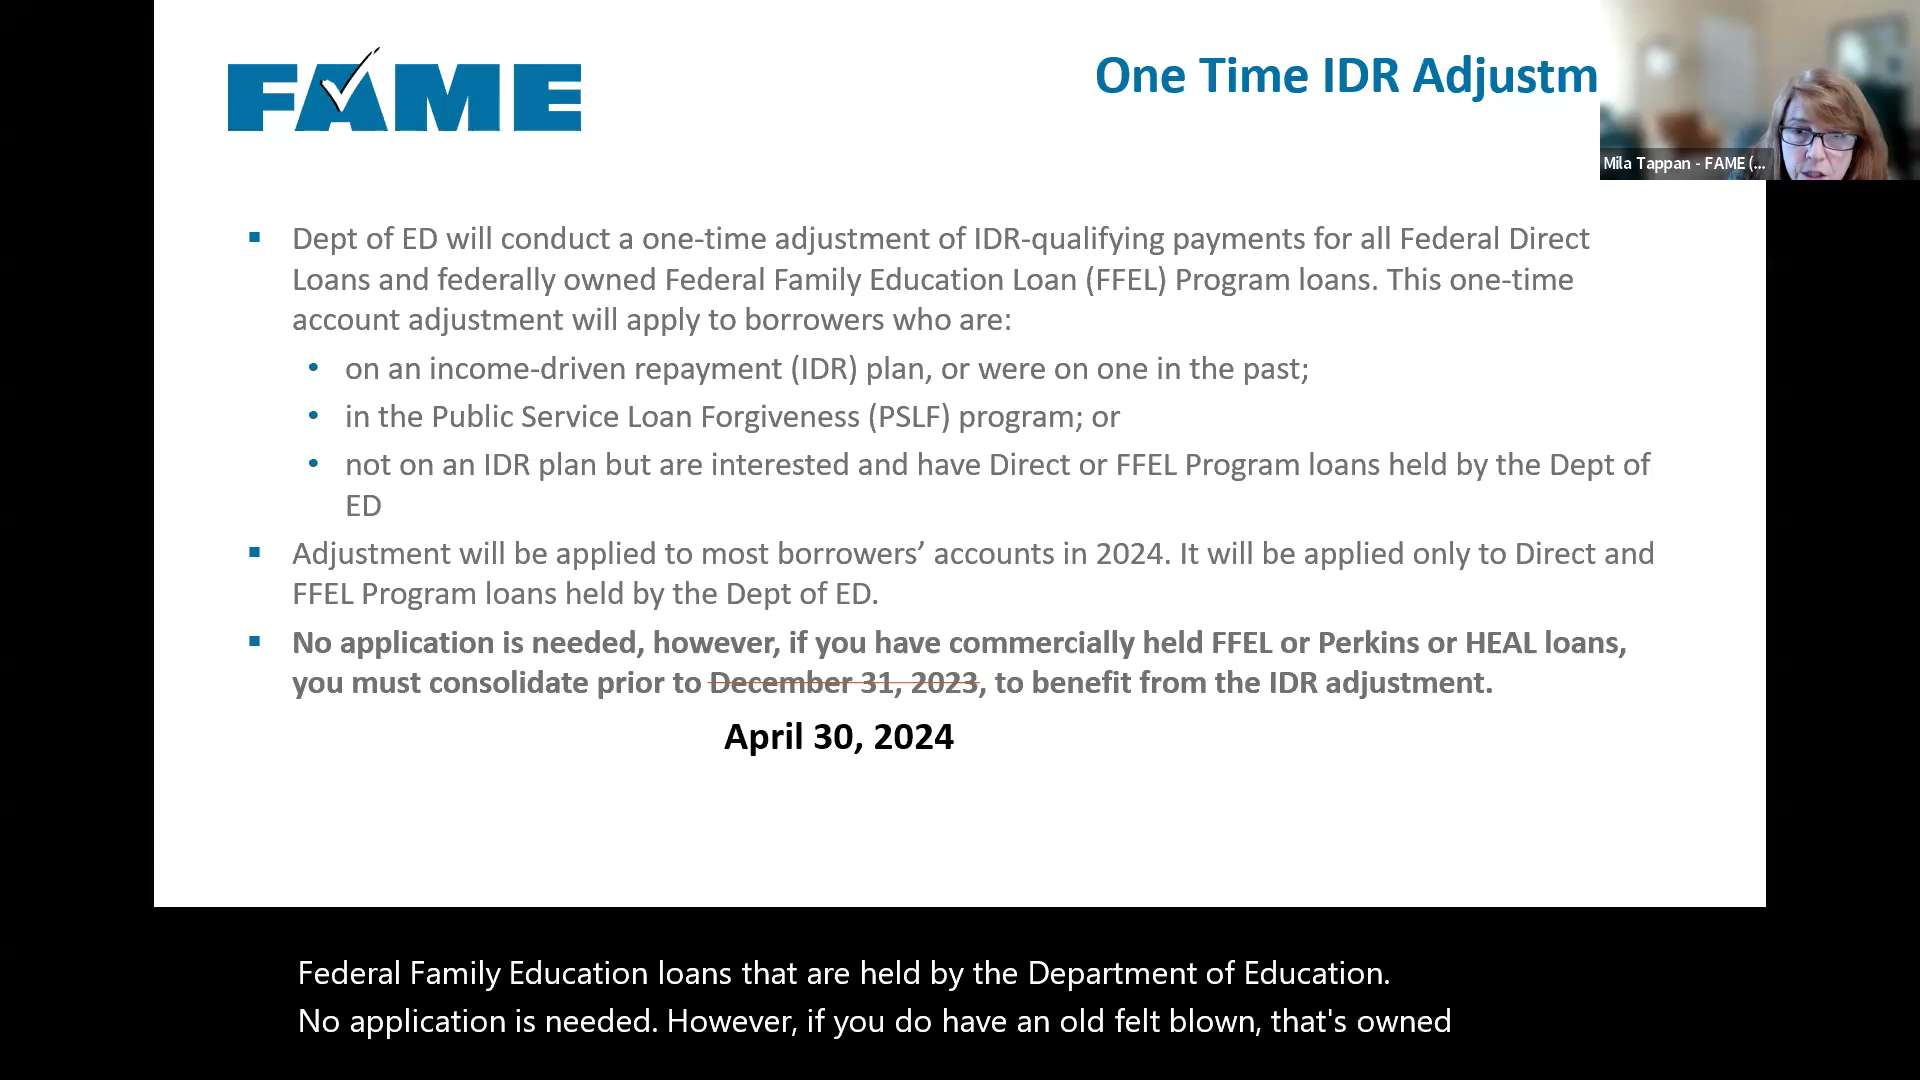 FAME
One Time IDR Adjustm
Mila Tappan - FAME (...
▪ Dept of ED will conduct a one-time adjustment of IDR-qualifying payments for all Federal Direct
Loans and federally owned Federal Family Education Loan (FFEL) Program loans. This one-time
account adjustment will apply to borrowers who are:
• on an income-driven repayment (IDR) plan, or were on one in the past;
• in the Public Service Loan Forgiveness (PSLF) program; or
• not on an IDR plan but are interested and have Direct or FFEL Program loans held by the Dept of
ED
▪ Adjustment will be applied to most borrowers’ accounts in 2024. It will be applied only to Direct and
FFEL Program loans held by the Dept of ED.
▪ No application is needed, however, if you have commercially held FFEL or Perkins or HEAL loans,
you must consolidate prior to December 31, 2023, to benefit from the IDR adjustment.
April 30, 2024
Federal Family Education loans that are held by the Department of Education.
No application is needed. However, if you do have an old felt blown, that's owned